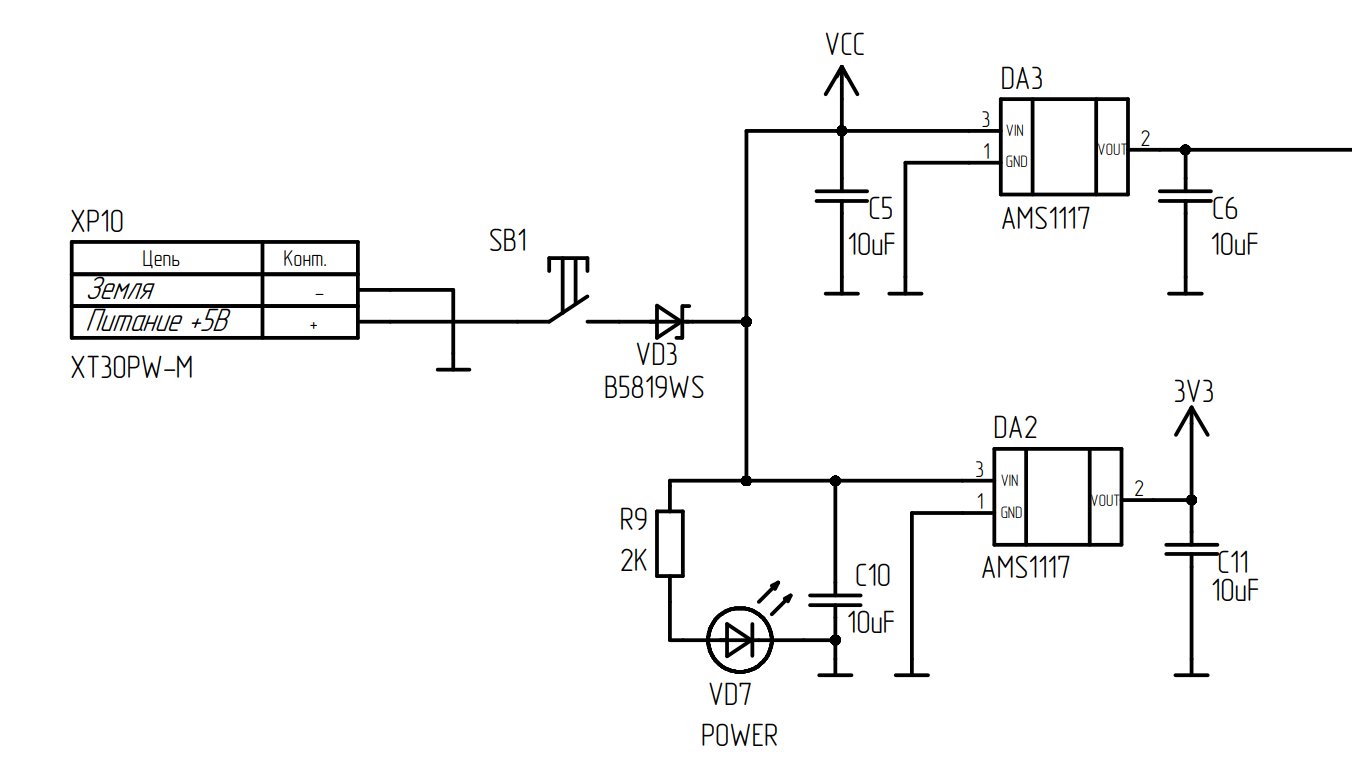 VCC
DA3
3
VIN
1
GND
VOUT
2
AMS1117
C5
10uF
C6
10uF
XP10
Цепь Конт.
Земля -
Питание +5В +
XT30PW-M
SB1
VD3
B5819WS
3V3
DA2
3
VIN
1
GND
VOUT
2
AMS1117
C11
10uF
R9
2K
C10
10uF
VD7
POWER